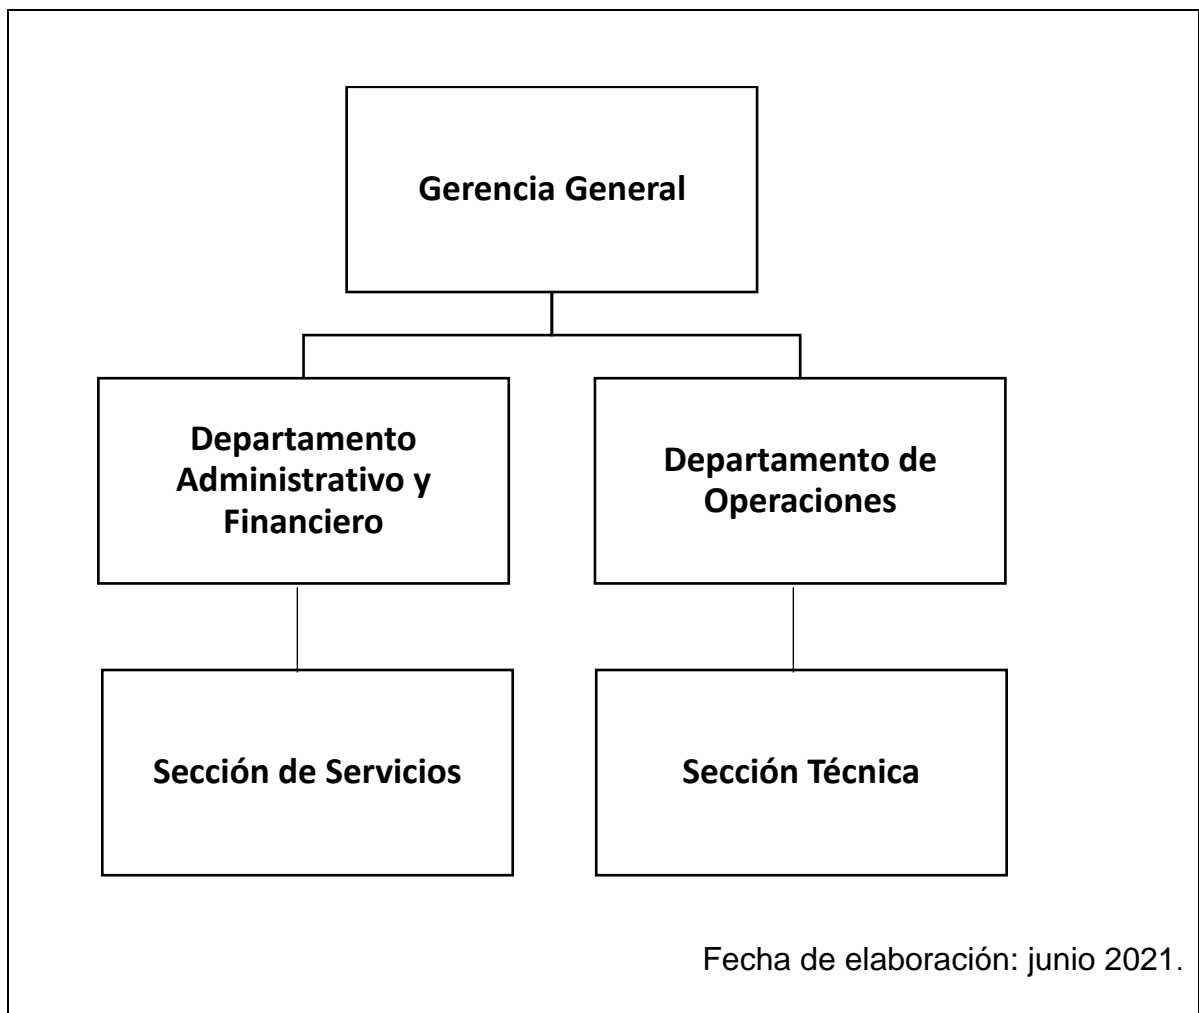 Gerencia General
Departamento
Administrativo y
Financiero
Departamento de
Operaciones
Sección de Servicios
Sección Técnica
Fecha de elaboración: junio 2021.